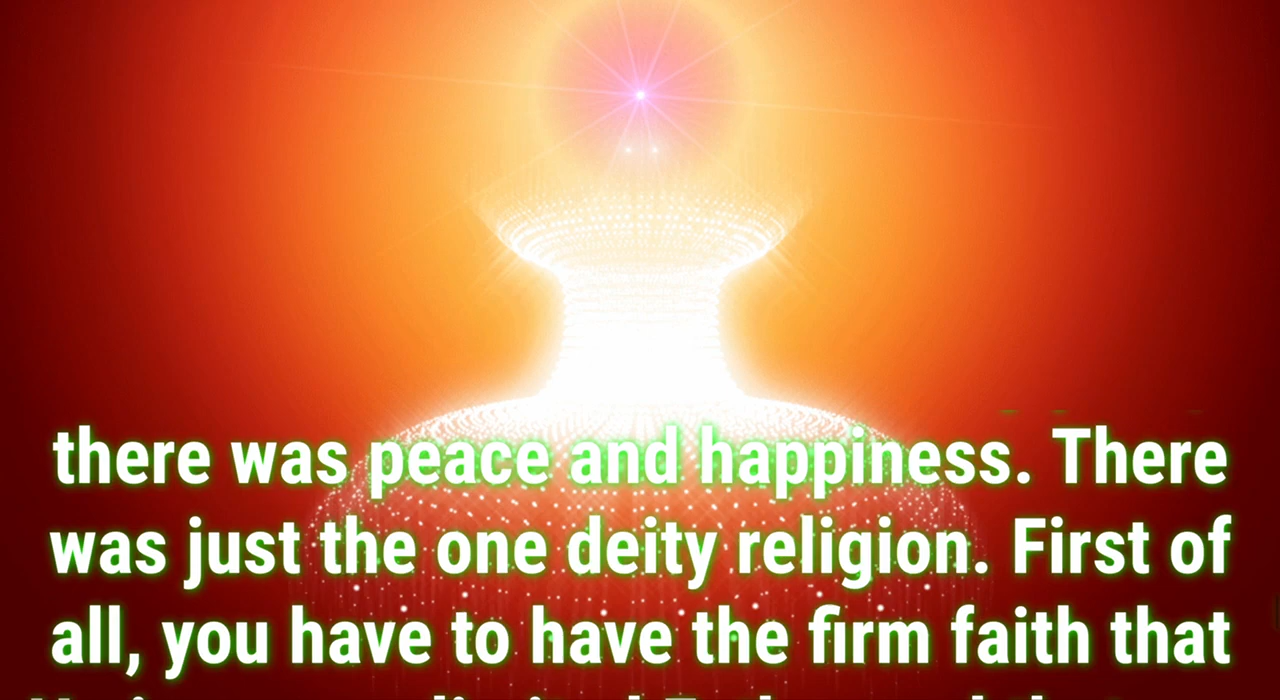 there was peace and happiness. There
was just the one deity religion. First of
all, you have to have the firm faith that